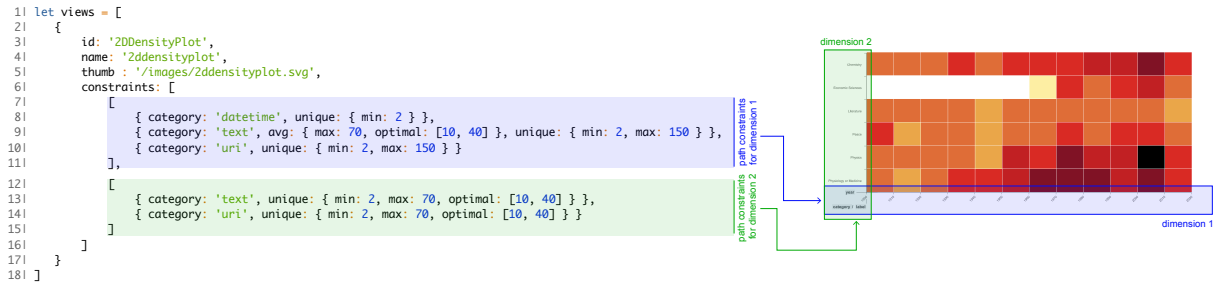 1| let views = [
2|    {
3|        id: '2DDensityPlot',
4|        name: '2ddensityplot',
5|        thumb : '/images/2ddensityplot.svg',
6|        constraints: [
7|            [
8|                { category: 'datetime', unique: { min: 2 } },
9|                { category: 'text', avg: { max: 70, optimal: [10, 40] }, unique: { min: 2, max: 150 } },
10|                { category: 'uri', unique: { min: 2, max: 150 } }
11|            ],
12|            [
13|                { category: 'text', unique: { min: 2, max: 70, optimal: [10, 40] } },
14|                { category: 'uri', unique: { min: 2, max: 70, optimal: [10, 40] } }
15|            ]
16|        ]
17|    }
18| ]
path constraints
for dimension 1
path constraints
for dimension 2
dimension 2
Chemistry
Economic Sciences
Literature
Peace
Physics
Physiology or Medicine
year
category / label
dimension 1